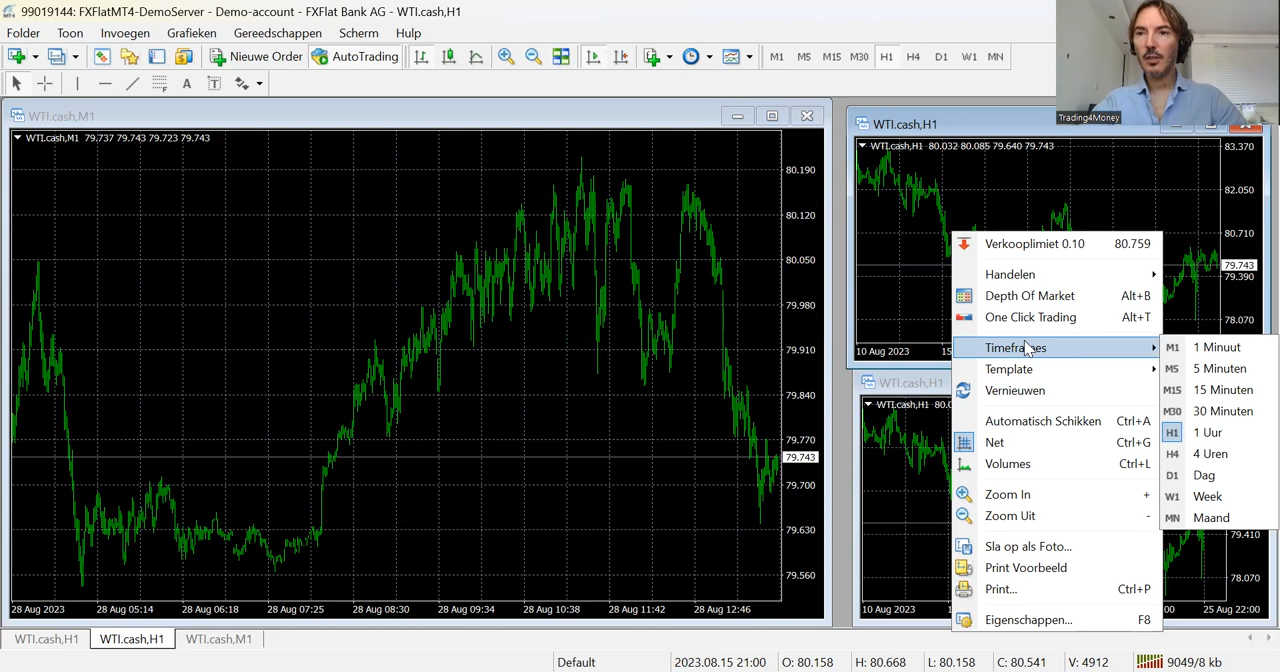 99019144: FXFlatMT4-DemoServer - Demo-account - FXFlat Bank AG - WTI.cash,H1
Folder Toon Invoegen Grafieken Gereedschappen Scherm Help
Nieuwe Order AutoTrading M1 M5 M15 M30 H1 H4 D1 W1 MN
A T
Trading4Money
WTI.cash,M1
WTI.cash,M1 79.737 79.743 79.723 79.743
80.190
80.120
80.050
79.980
79.910
79.840
79.770
79.743
79.700
79.630
79.560
28 Aug 2023 28 Aug 05:14 28 Aug 06:18 28 Aug 07:25 28 Aug 08:30 28 Aug 09:34 28 Aug 10:38 28 Aug 11:42 28 Aug 12:46
WTI.cash,H1
WTI.cash,H1 80.032 80.085 79.640 79.743
83.370
82.050
80.710
79.743
79.390
78.070
10 Aug 2023 15
WTI.cash,H1
WTI.cash,H1 80.0
79.410
78.070
10 Aug 2023 :00 25 Aug 22:00
Verkooplimiet 0.10 80.759
Handelen
Depth Of Market Alt+B
One Click Trading Alt+T
Timeframes
Template
Vernieuwen
Automatisch Schikken Ctrl+A
Net Ctrl+G
Volumes Ctrl+L
Zoom In +
Zoom Uit -
Sla op als Foto...
Print Voorbeeld
Print... Ctrl+P
Eigenschappen... F8
M1 1 Minuut
M5 5 Minuten
M15 15 Minuten
M30 30 Minuten
H1 1 Uur
H4 4 Uren
D1 Dag
W1 Week
MN Maand
WTI.cash,H1 WTI.cash,H1 WTI.cash,M1
Default 2023.08.15 21:00 O: 80.158 H: 80.668 L: 80.158 C: 80.541 V: 4912 9049/8 kb